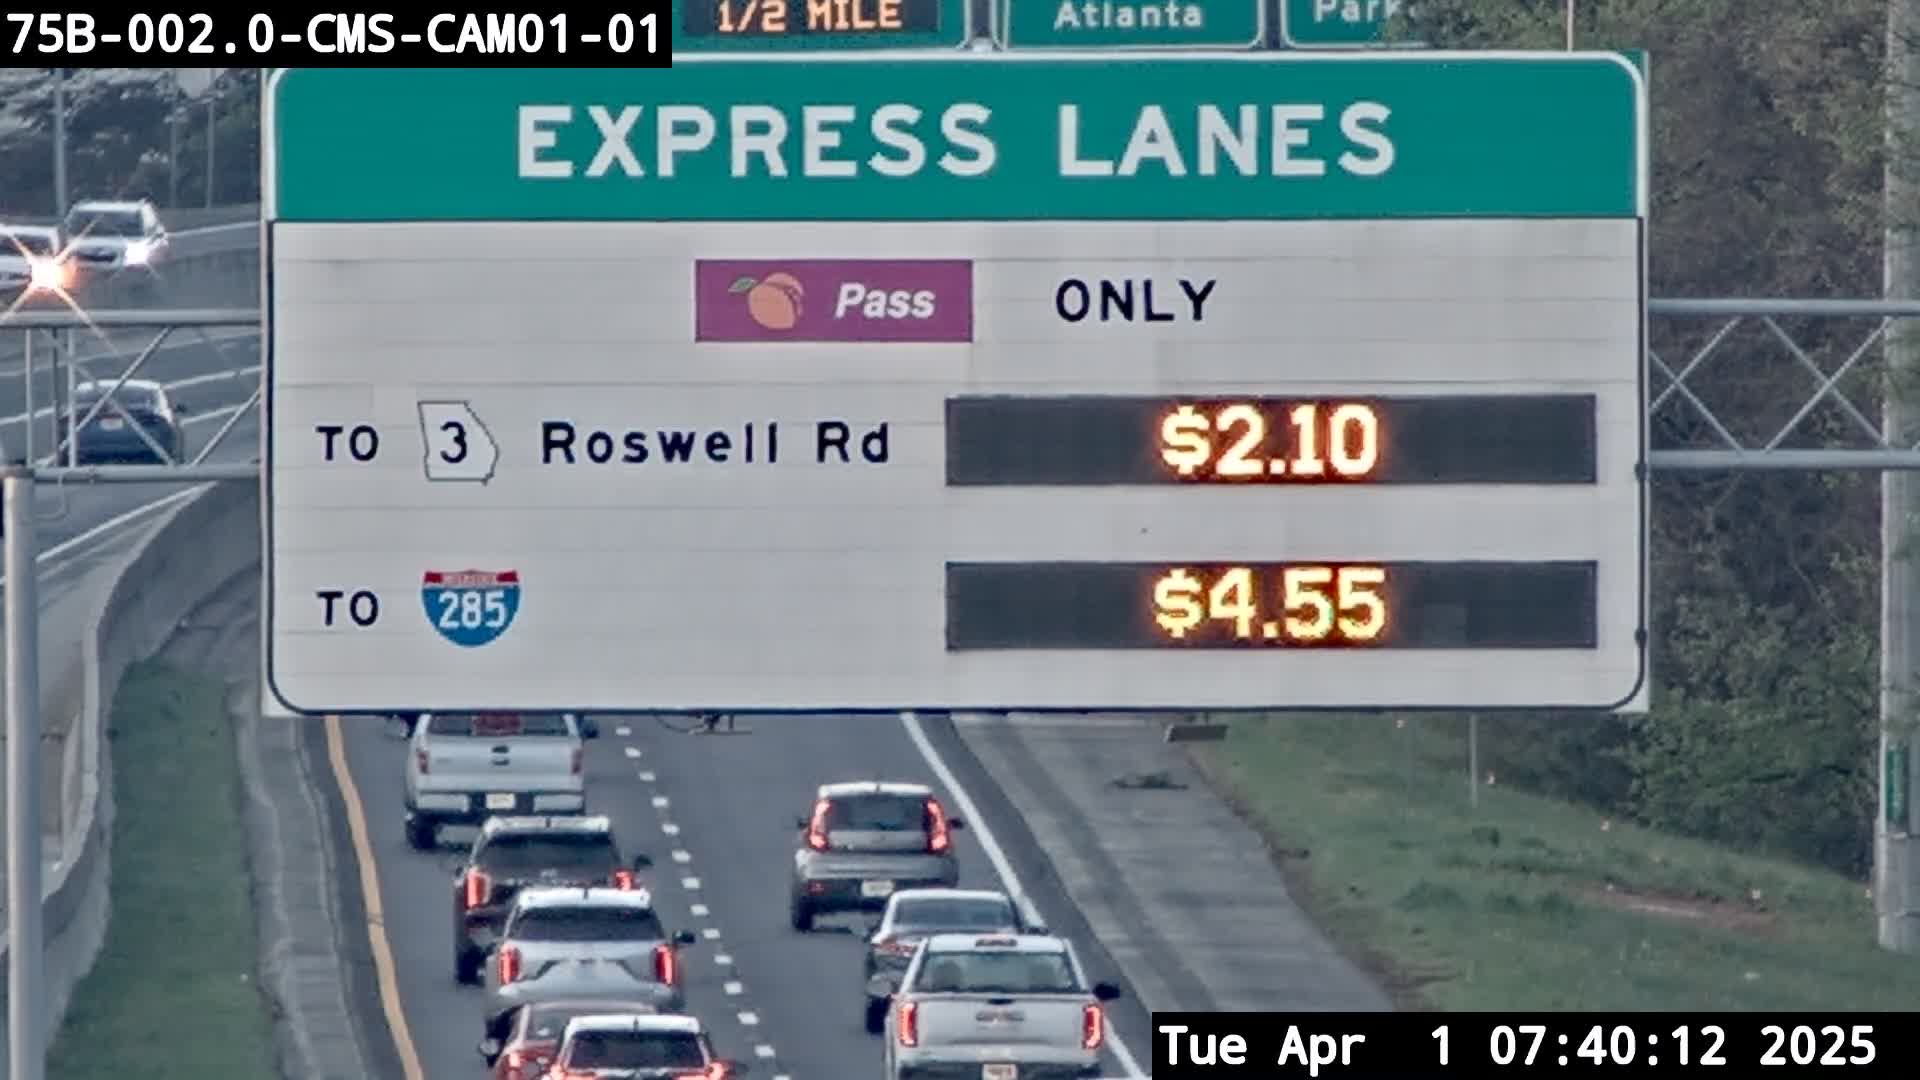 75B-002.0-CMS-CAM01-01
1/2 MILE
Atlanta
Park
EXPRESS LANES
Pass ONLY
TO 3 Roswell Rd $2.10
TO 285 $4.55
Tue Apr 1 07:40:12 2025